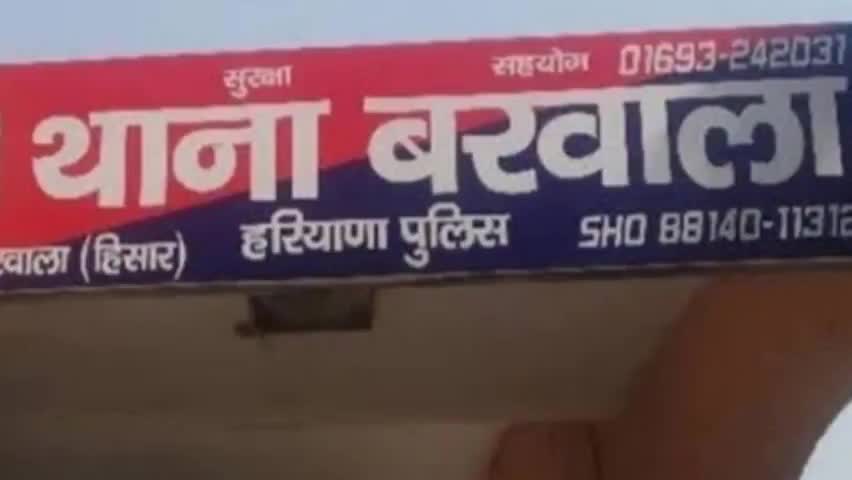 सुरक्षा सहयोग 01693-242031
थाना बरवाला
(हिसार) हरियाणा पुलिस SHO 88140-11312